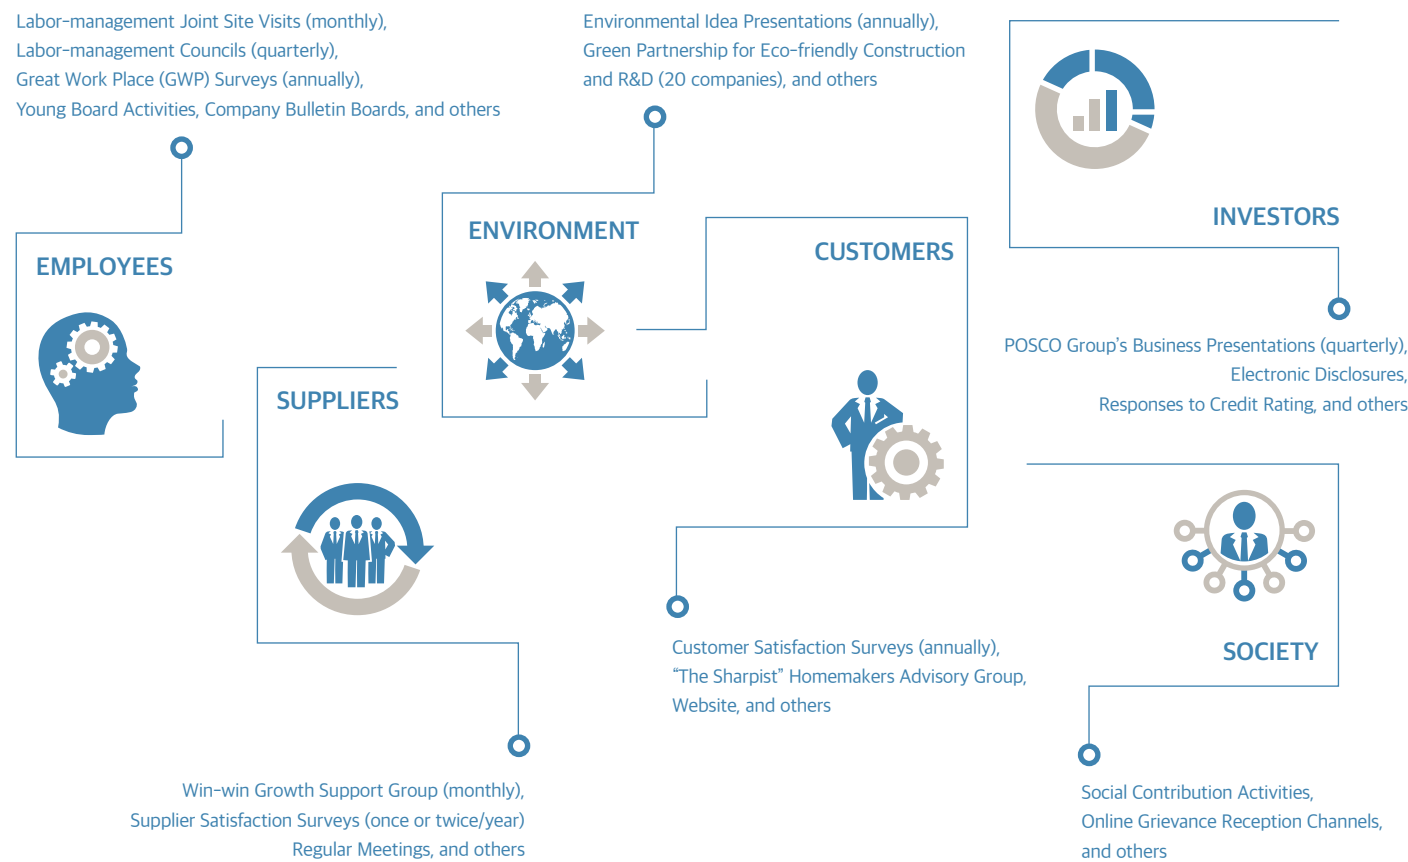 Labor-management Joint Site Visits (monthly),
Labor-management Councils (quarterly),
Great Work Place (GWP) Surveys (annually),
Young Board Activities, Company Bulletin Boards, and others
EMPLOYEES
Environmental Idea Presentations (annually),
Green Partnership for Eco-friendly Construction
and R&D (20 companies), and others
ENVIRONMENT
INVESTORS
POSCO Group's Business Presentations (quarterly),
Electronic Disclosures,
Responses to Credit Rating, and others
CUSTOMERS
Customer Satisfaction Surveys (annually),
“The Sharpist” Homemakers Advisory Group,
Website, and others
SUPPLIERS
Win-win Growth Support Group (monthly),
Supplier Satisfaction Surveys (once or twice/year)
Regular Meetings, and others
SOCIETY
Social Contribution Activities,
Online Grievance Reception Channels,
and others